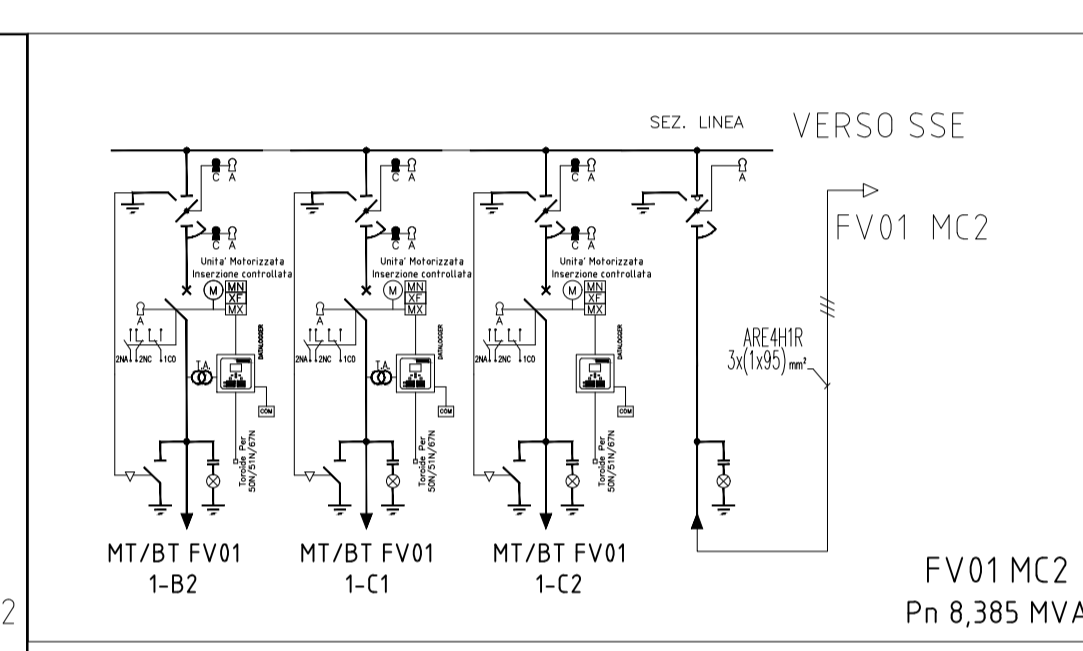 SEZ. LINEA
VERSO SSE
C A
C A
C A
A
C A
C A
C A
FV01 MC2
Unita' Motorizzata
Inserzione controllata
Unita' Motorizzata
Inserzione controllata
Unita' Motorizzata
Inserzione controllata
M
MN
XF
MX
M
MN
XF
MX
M
MN
XF
MX
A
A
A
2NA 2NC 1CO
2NA 2NC 1CO
2NA 2NC 1CO
DATALOGGER
DATALOGGER
DATALOGGER
T.A.
T.A.
COM
COM
COM
ARE4H1R
3x(1x95)mm²
Toroide Per
50N/51N/67N
Toroide Per
50N/51N/67N
Toroide Per
50N/51N/67N
MT/BT FV01
1-B2
MT/BT FV01
1-C1
MT/BT FV01
1-C2
FV01 MC2
Pn 8,385 MVA
2